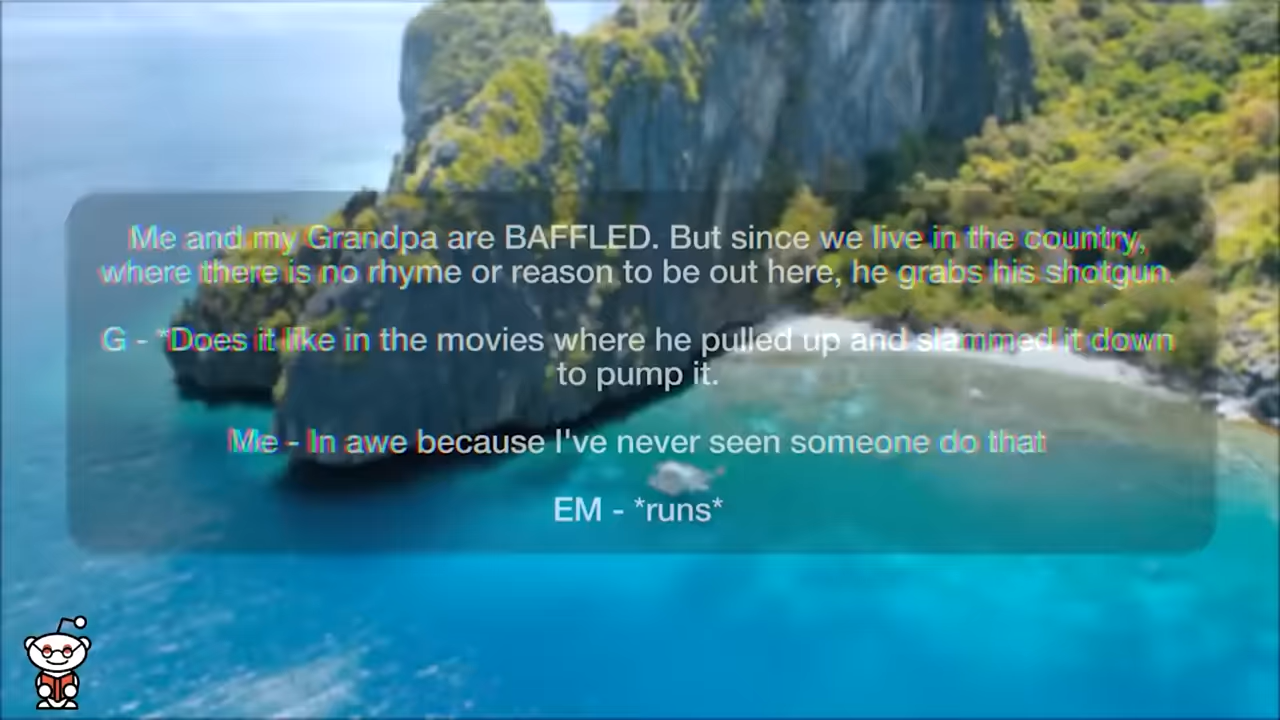 Me and my Grandpa are BAFFLED. But since we live in the country,
where there is no rhyme or reason to be out here, he grabs his shotgun.
G - *Does it like in the movies where he pulled up and slammed it down
to pump it.
Me - In awe because I've never seen someone do that
EM - *runs*